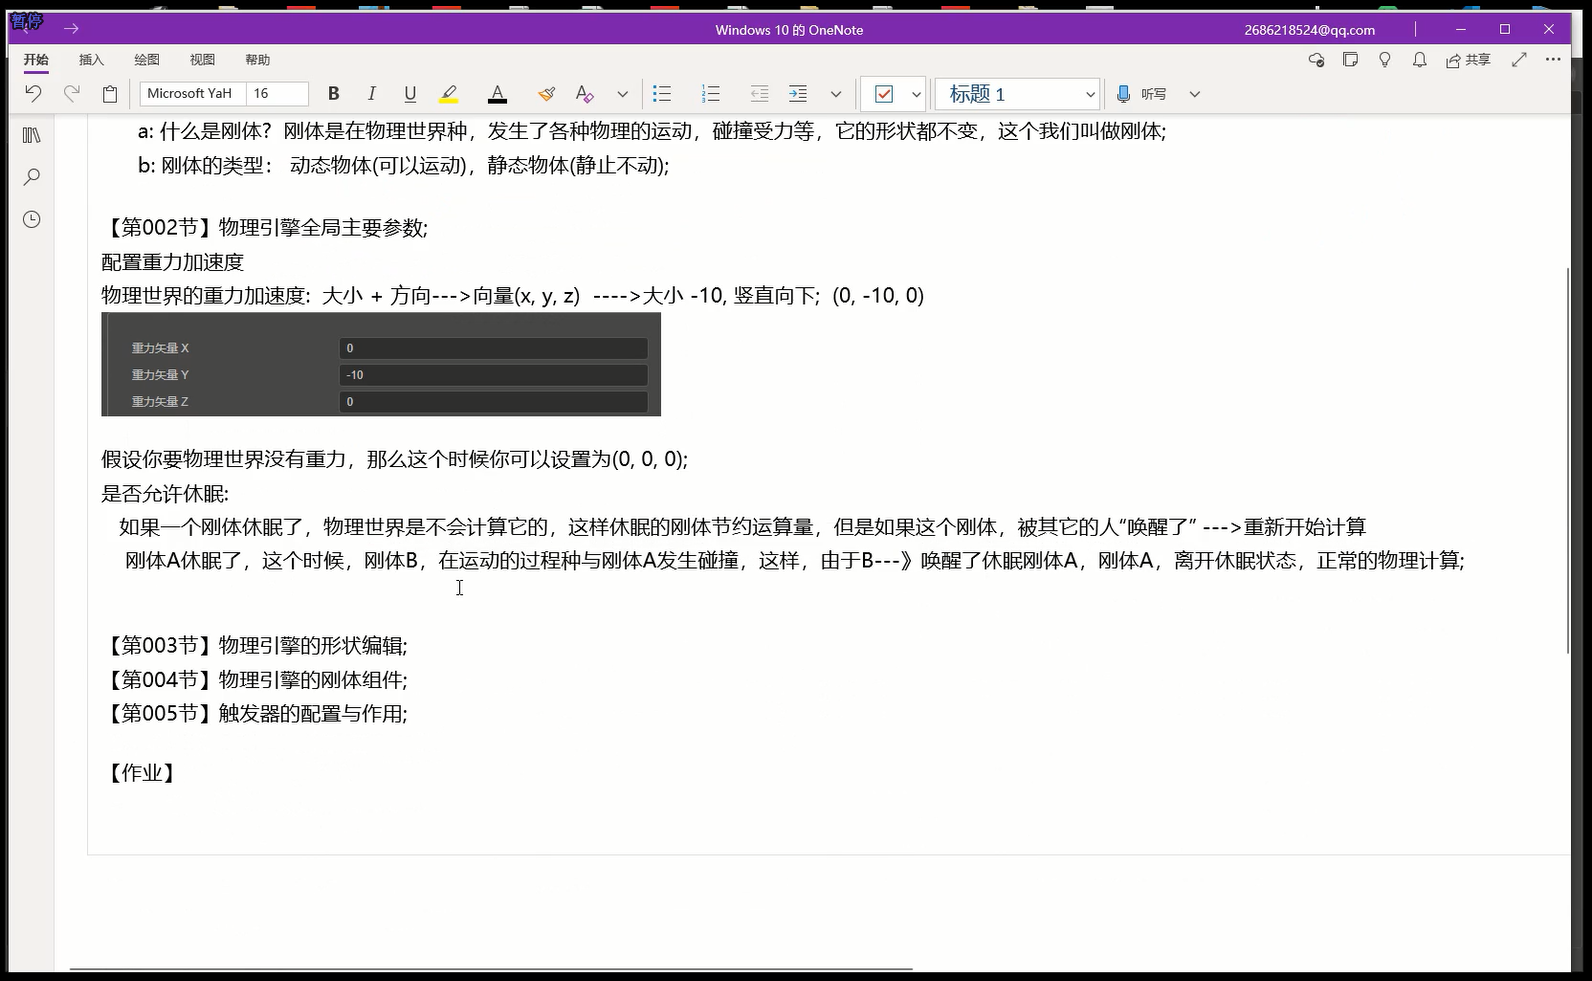 暂停
Windows 10 的 OneNote
2686218524@qq.com
开始
插入
绘图
视图
帮助
共享
Microsoft YaH
16
B
I
U
A
标题 1
听写
a: 什么是刚体？刚体是在物理世界种，发生了各种物理的运动，碰撞受力等，它的形状都不变，这个我们叫做刚体;
b: 刚体的类型： 动态物体(可以运动)，静态物体(静止不动);
【第002节】物理引擎全局主要参数;
配置重力加速度
物理世界的重力加速度: 大小 + 方向--->向量(x, y, z) ---->大小 -10, 竖直向下; (0, -10, 0)
重力矢量 X
0
重力矢量 Y
-10
重力矢量 Z
0
假设你要物理世界没有重力，那么这个时候你可以设置为(0, 0, 0);
是否允许休眠:
如果一个刚体休眠了，物理世界是不会计算它的，这样休眠的刚体节约运算量，但是如果这个刚体，被其它的人“唤醒了” --->重新开始计算
刚体A休眠了，这个时候，刚体B，在运动的过程种与刚体A发生碰撞，这样，由于B---》唤醒了休眠刚体A，刚体A，离开休眠状态，正常的物理计算;
【第003节】物理引擎的形状编辑;
【第004节】物理引擎的刚体组件;
【第005节】触发器的配置与作用;
【作业】